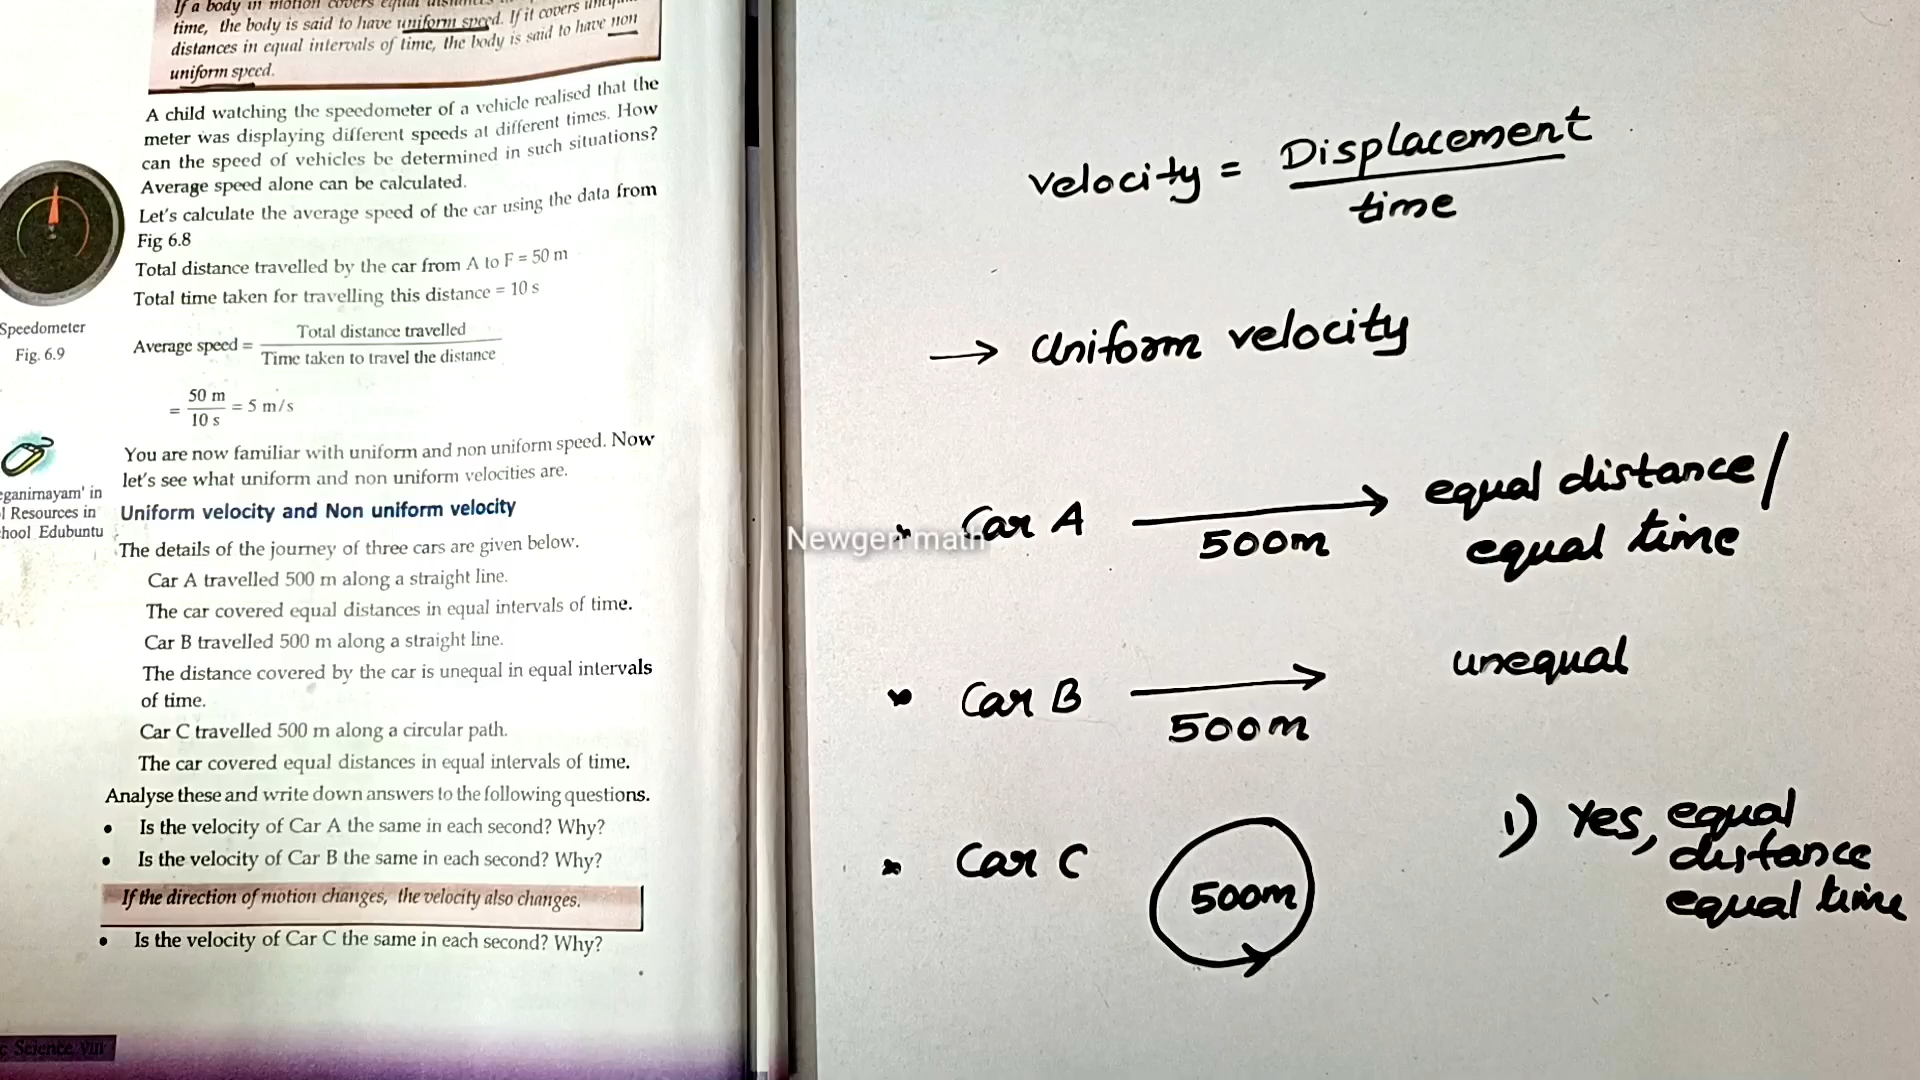 If a body in motion covers equal
time, the body is said to have uniform speed. If it covers
distances in equal intervals of time, the body is said to have non
uniform speed.
A child watching the speedometer of a vehicle realised that the
meter was displaying different speeds at different times. How
can the speed of vehicles be determined in such situations?
Average speed alone can be calculated.
Let's calculate the average speed of the car using the data from
Fig 6.8
Total distance travelled by the car from A to F = 50 m
Total time taken for travelling this distance = 10 s
Speedometer
Fig. 6.9
Average speed = Total distance travelled
Time taken to travel the distance
= 50 m
10 s = 5 m/s
You are now familiar with uniform and non uniform speed. Now
let's see what uniform and non uniform velocities are.
eganirnayam' in
l Resources in
hool Edubuntu
Uniform velocity and Non uniform velocity
The details of the journey of three cars are given below.
Car A travelled 500 m along a straight line.
The car covered equal distances in equal intervals of time.
Car B travelled 500 m along a straight line.
The distance covered by the car is unequal in equal intervals
of time.
Car C travelled 500 m along a circular path.
The car covered equal distances in equal intervals of time.
Analyse these and write down answers to the following questions.
• Is the velocity of Car A the same in each second? Why?
• Is the velocity of Car B the same in each second? Why?
If the direction of motion changes, the velocity also changes.
• Is the velocity of Car C the same in each second? Why?
Science VIII
velocity = Displacement
time
→ Uniform velocity
Car A 500m equal distance/
equal time
Newgen math
Car B 500m unequal
Car C 500m
1) Yes, equal
distance
equal time